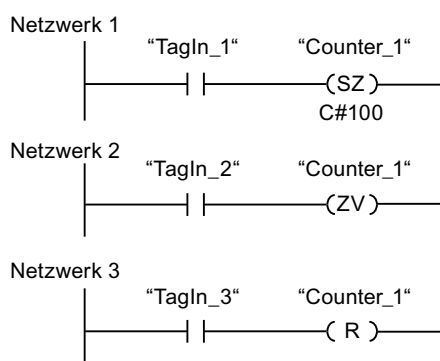 Netzwerk 1
“TagIn_1“ “Counter_1“
SZ
C#100
Netzwerk 2
“TagIn_2“ “Counter_1“
ZV
Netzwerk 3
“TagIn_3“ “Counter_1“
R